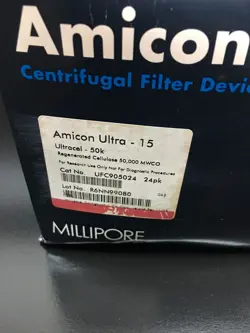 Amicon
Centrifugal Filter Devi
Amicon Ultra - 15
Ultracel - 50k
Regenerated Cellulose 50,000 MWCO
For Research Use Only Not For Diagnostic Procedures
Cat No. UFC905024 24pk
Lot No. R6NN99080
MILLIPORE